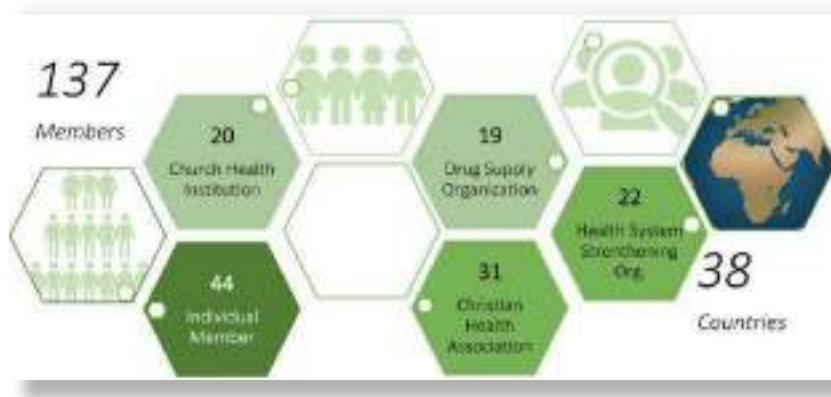 137
Members
20
Church Health
Institution
19
Drug Supply
Organization
22
Health System
Strenthening
Org.
44
Individual
Member
31
Christian
Health
Association
38
Countries